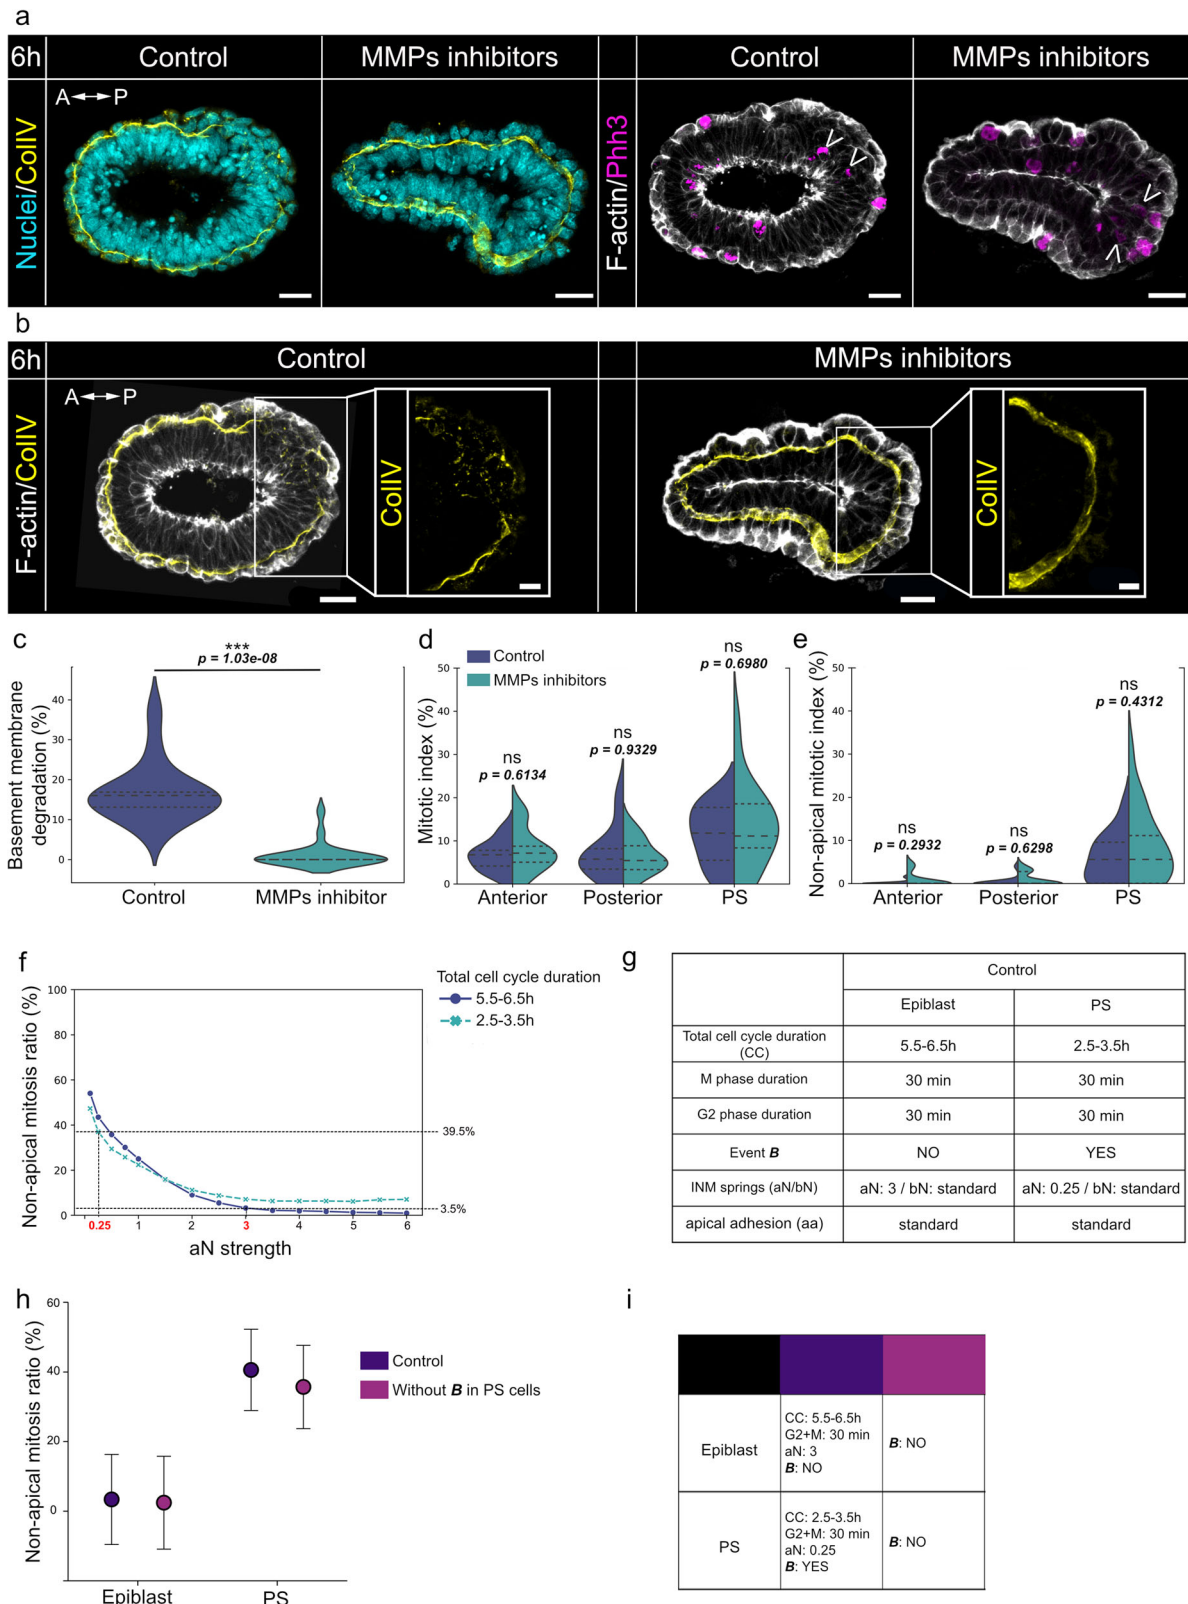 a
6h
Control
MMPs inhibitors
Control
MMPs inhibitors
Nuclei/ColIV
A ↔ P
F-actin/Phh3
b
6h
Control
MMPs inhibitors
F-actin/ColIV
A ↔ P
ColIV
ColIV
c
Basement membrane
degradation (%)
40
30
20
10
0
***
p = 1.03e-08
Control
MMPs inhibitor
d
Mitotic index (%)
50
40
30
20
10
0
Control
MMPs inhibitors
ns
p = 0.6134
ns
p = 0.9329
ns
p = 0.6980
Anterior
Posterior
PS
e
Non-apical mitotic index (%)
50
40
30
20
10
0
ns
p = 0.2932
ns
p = 0.6298
ns
p = 0.4312
Anterior
Posterior
PS
f
Non-apical mitosis ratio (%)
100
80
60
40
20
0
39.5%
3.5%
0.25
1
2
3
4
5
6
aN strength
Total cell cycle duration
5.5-6.5h
2.5-3.5h
g
Control
Epiblast
PS
Total cell cycle duration
(CC)
5.5-6.5h
2.5-3.5h
M phase duration
30 min
30 min
G2 phase duration
30 min
30 min
Event B
NO
YES
INM springs (aN/bN)
aN: 3 / bN: standard
aN: 0.25 / bN: standard
apical adhesion (aa)
standard
standard
h
Non-apical mitosis ratio (%)
60
40
20
0
Epiblast
PS
Control
Without B in PS cells
i
Epiblast
CC: 5.5-6.5h
G2+M: 30 min
aN: 3
B: NO
B: NO
PS
CC: 2.5-3.5h
G2+M: 30 min
aN: 0.25
B: YES
B: NO